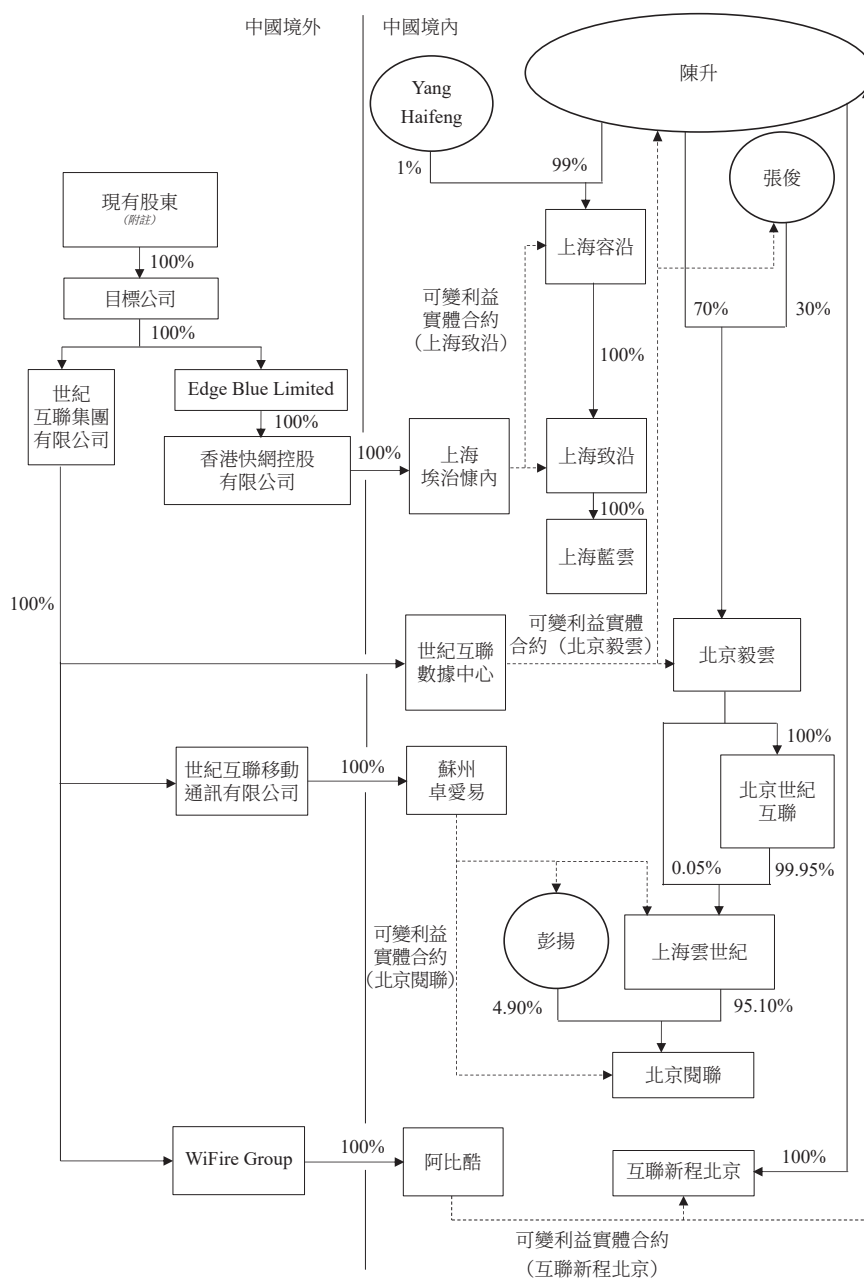 中國境外
中國境內
陳升
Yang
Haifeng
1%
99%
張俊
現有股東
（附註）
100%
上海容沿
目標公司
可變利益
實體合約
（上海致沿）
70%
30%
100%
100%
世紀
互聯集團
有限公司
Edge Blue Limited
100%
香港快網控股
有限公司
100%
上海
埃治慷內
上海致沿
100%
上海藍雲
100%
世紀互聯
數據中心
可變利益實體
合約（北京毅雲）
北京毅雲
100%
世紀互聯移動
通訊有限公司
100%
蘇州
卓愛易
北京世紀
互聯
0.05%
99.95%
可變利益
實體合約
（北京閱聯）
彭揚
上海雲世紀
4.90%
95.10%
北京閱聯
WiFire Group
100%
阿比酷
互聯新程北京
100%
可變利益實體合約
（互聯新程北京）